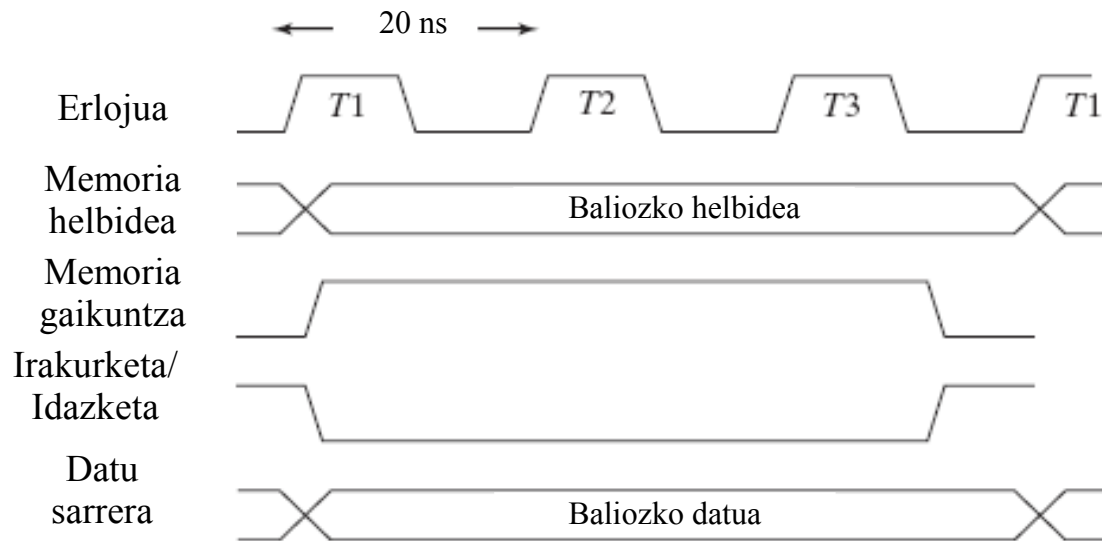 20 ns
Erlojua
T1
T2
T3
T1
Memoria
helbidea
Baliozko helbidea
Memoria
gaikuntza
Irakurketa/
Idazketa
Datu
sarrera
Baliozko datua